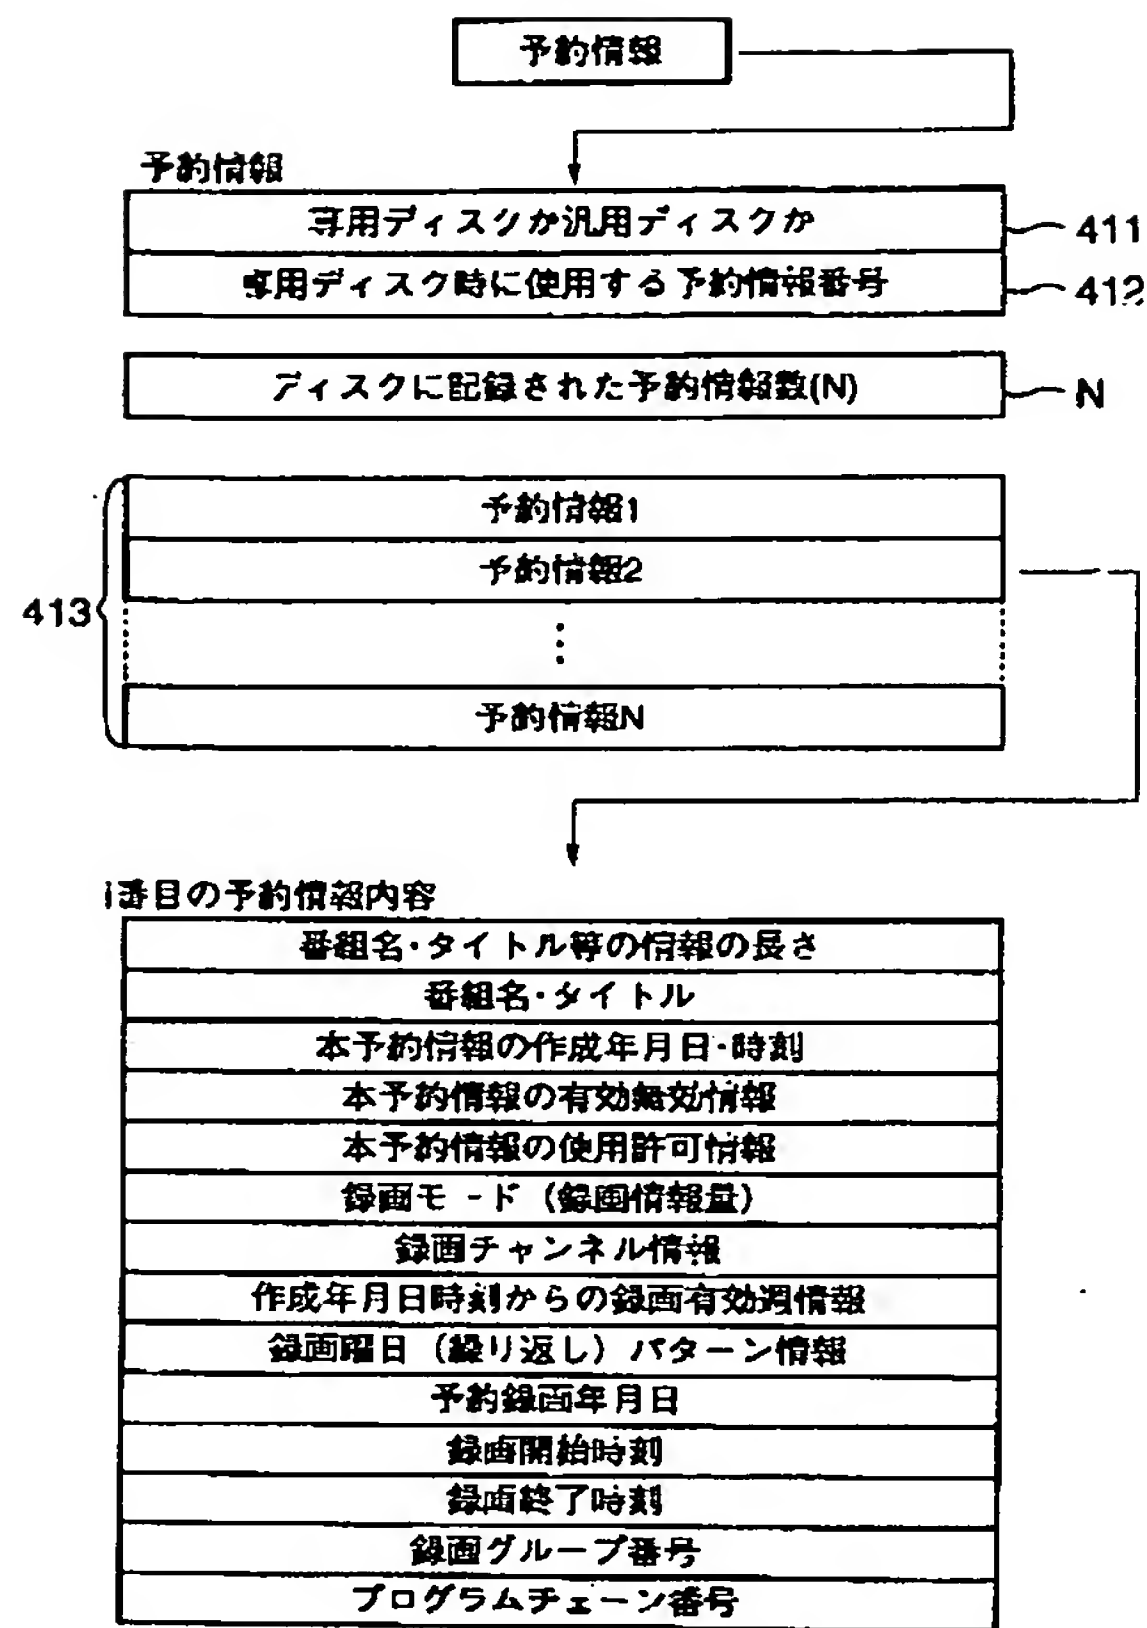 予約情報
予約情報
専用ディスクか汎用ディスクか
411
専用ディスク時に使用する予約情報番号
412
ディスクに記録された予約情報数(N)
N
予約情報1
予約情報2
413
予約情報N
i番目の予約情報内容
番組名·タイトル等の情報の長さ
番組名·タイトル
本予約情報の作成年月日·時刻
本予約情報の有効無効情報
本予約情報の使用許可情報
録画モード（録画情報量）
録画チャンネル情報
作成年月日時刻からの録画有効週情報
録画曜日（繰り返し）パターン情報
予約録画年月日
録画開始時刻
録画終了時刻
録画グループ番号
プログラムチェーン番号